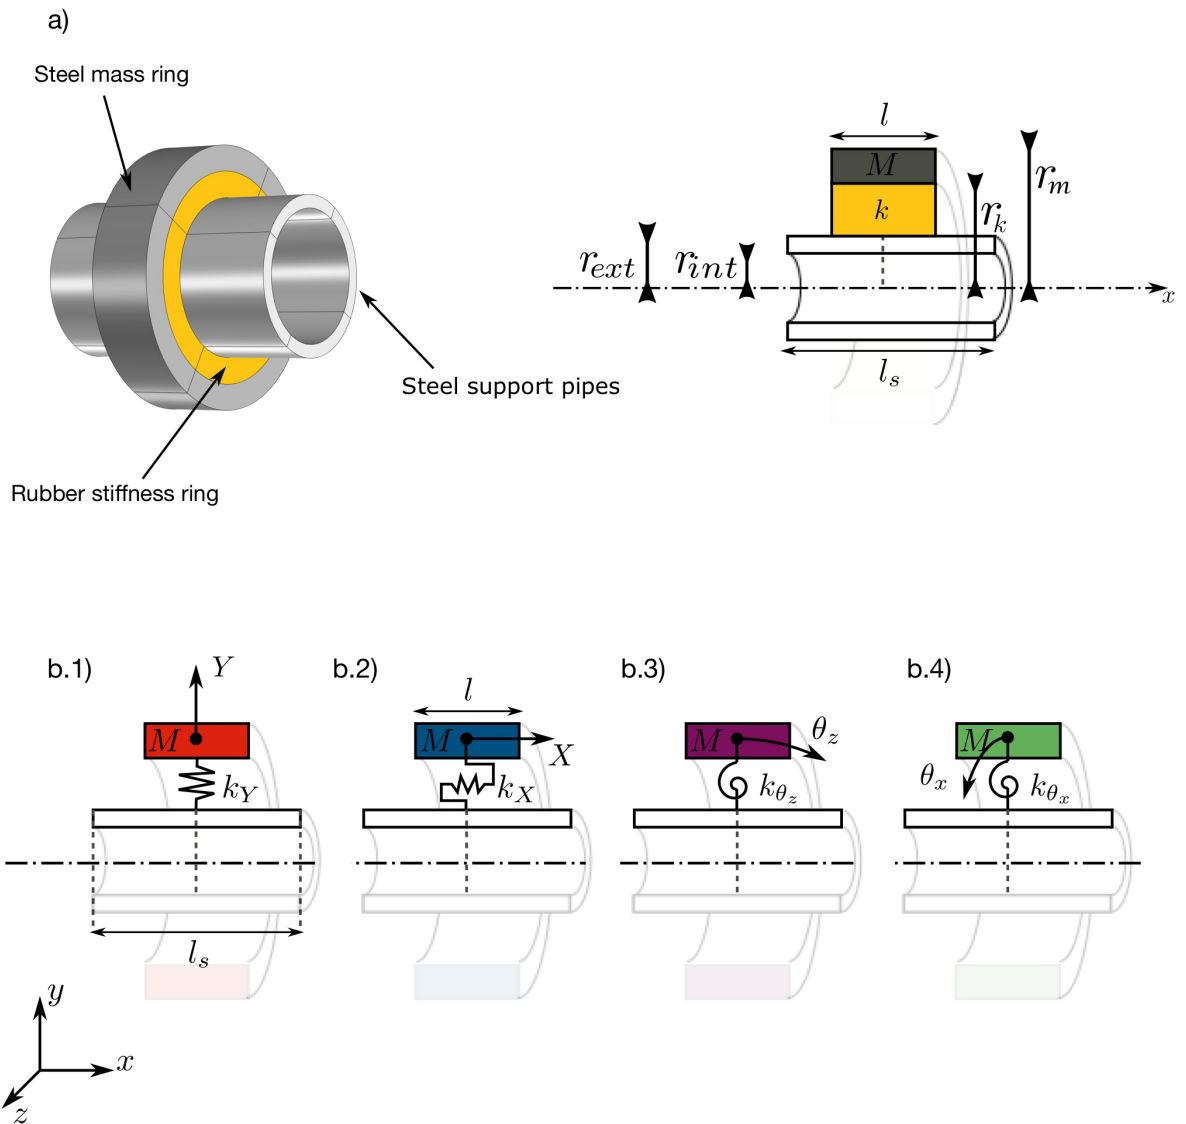 a)
Steel mass ring
Steel support pipes
Rubber stiffness ring
l
M
k
r_m
r_k
r_ext
r_int
x
l_s
b.1)
b.2)
b.3)
b.4)
Y
l
M
k_Y
M
X
k_X
M
θ_z
k_θ_z
M
θ_x
k_θ_x
l_s
y
x
z